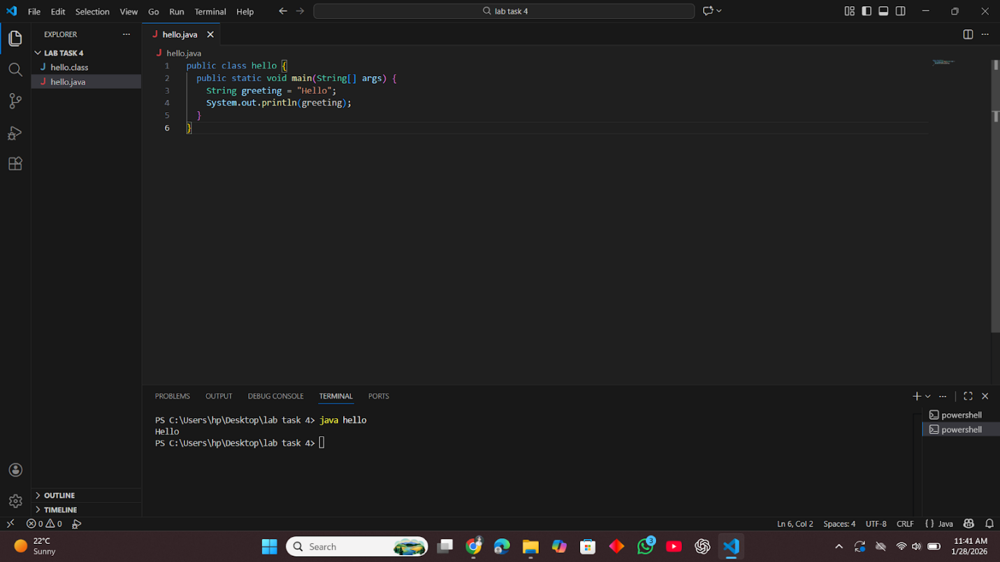 File Edit Selection View Go Run Terminal Help
lab task 4
EXPLORER
LAB TASK 4
J hello.class
J hello.java
J hello.java
J hello.java
1 public class hello {
2 public static void main(String[] args) {
3 String greeting = "Hello";
4 System.out.println(greeting);
5 }
6 }
PROBLEMS OUTPUT DEBUG CONSOLE TERMINAL PORTS
PS C:\Users\hp\Desktop\lab task 4> java hello
Hello
PS C:\Users\hp\Desktop\lab task 4>
powershell
powershell
OUTLINE
TIMELINE
0 0
Ln 6, Col 2 Spaces: 4 UTF-8 CRLF {} Java
22°C
Sunny
Search
3
11:41 AM
1/28/2026